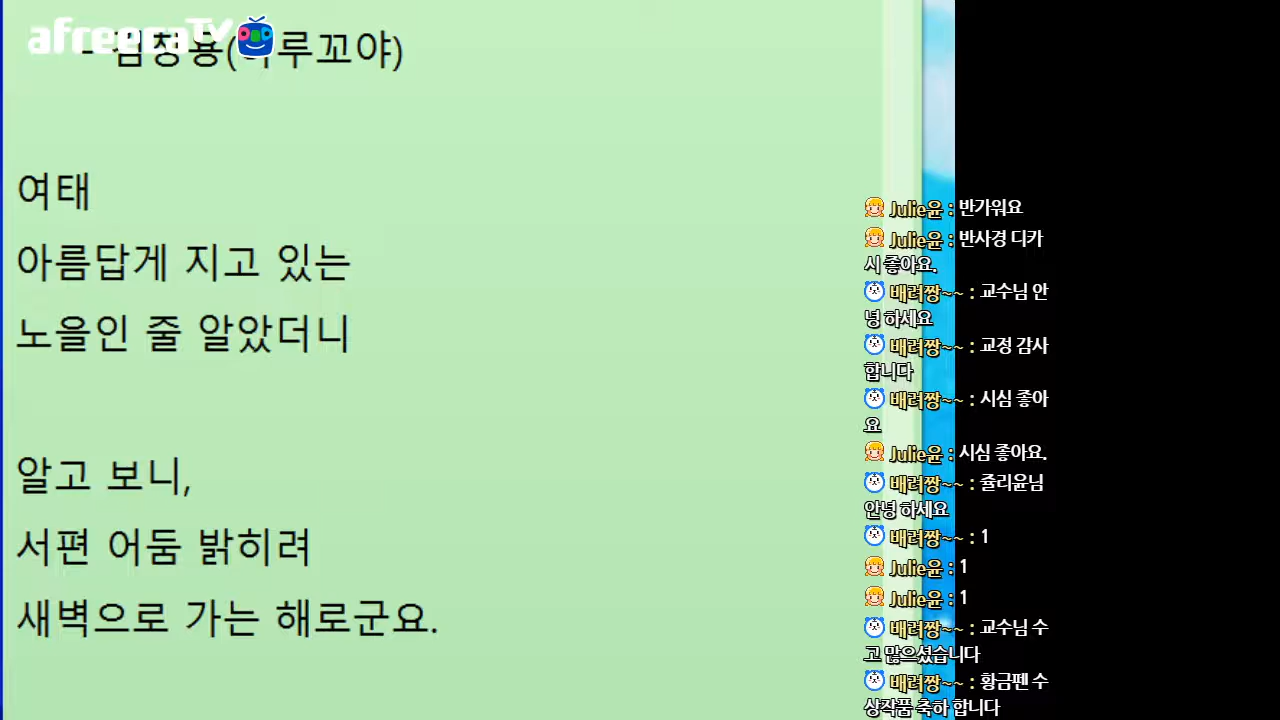 afreecaTV
루꼬야)
여태
아름답게 지고 있는
노을인 줄 알았더니
알고 보니,
서편 어둠 밝히려
새벽으로 가는 해로군요.
Julie윤 : 반가워요
Julie윤 : 반사경 디카
시 좋아요.
배려짱~~ : 교수님 안
녕 하세요
배려짱~~ : 교정 감사
합니다
배려짱~~ : 시심 좋아
요
Julie윤 : 시심 좋아요.
배려짱~~ : 쥴리윤님
안녕 하세요
배려짱~~ : 1
Julie윤 : 1
Julie윤 : 1
배려짱~~ : 교수님 수
고 많으셨습니다
배려짱~~ : 황금펜 수
상작품 축하 합니다